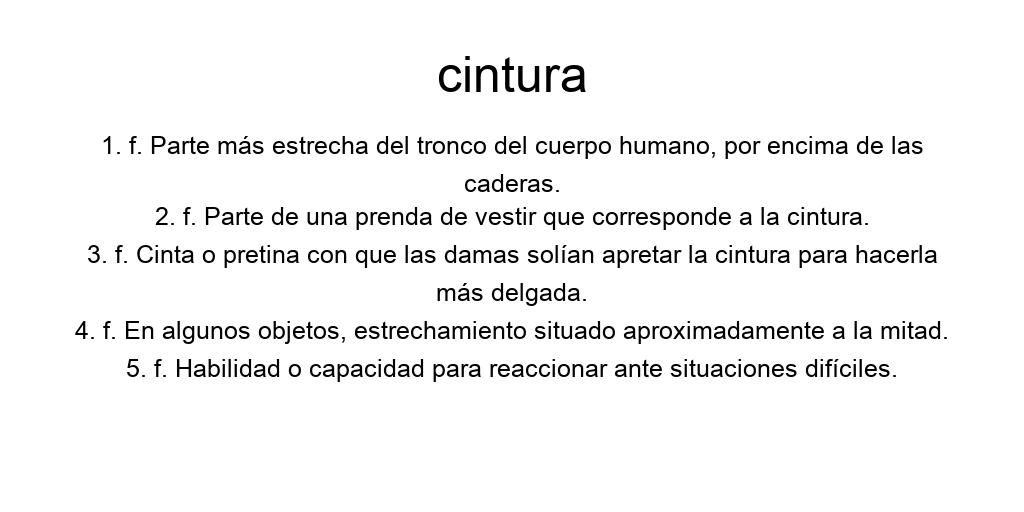 cintura
1. f. Parte más estrecha del tronco del cuerpo humano, por encima de las
caderas.
2. f. Parte de una prenda de vestir que corresponde a la cintura.
3. f. Cinta o pretina con que las damas solían apretar la cintura para hacerla
más delgada.
4. f. En algunos objetos, estrechamiento situado aproximadamente a la mitad.
5. f. Habilidad o capacidad para reaccionar ante situaciones difíciles.